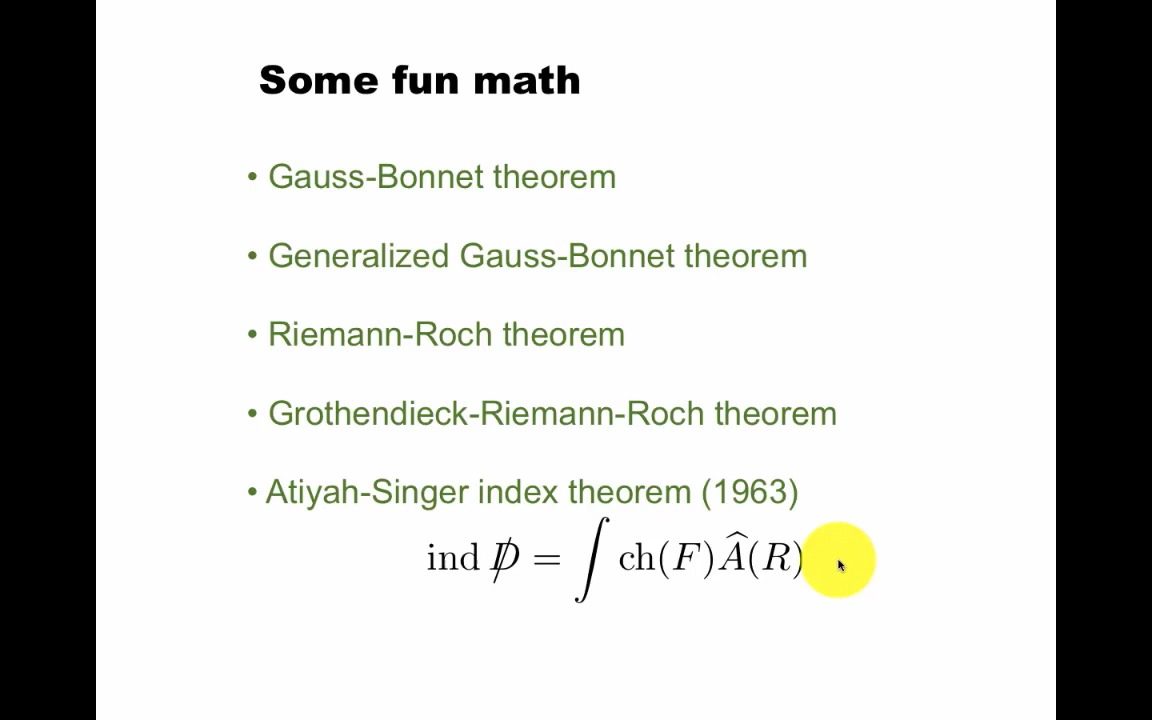 Some fun math
• Gauss-Bonnet theorem
• Generalized Gauss-Bonnet theorem
• Riemann-Roch theorem
• Grothendieck-Riemann-Roch theorem
• Atiyah-Singer index theorem (1963)
ind D̸ = ∫ ch(F)Â(R)